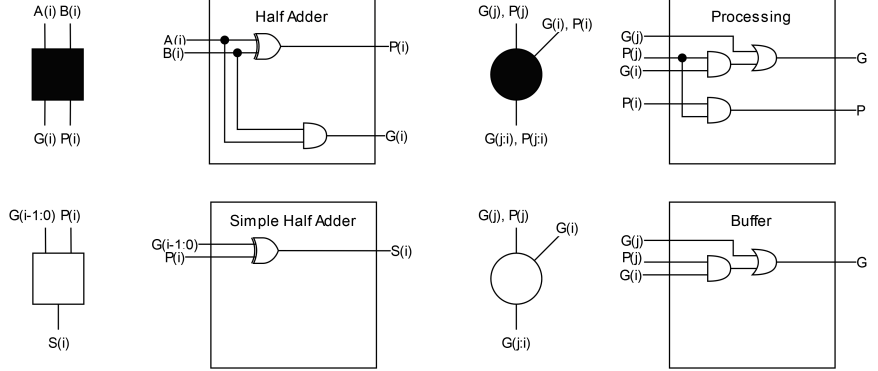 A(i) B(i)
G(i) P(i)
Half Adder
A(i)
B(i)
P(i)
G(i)
G(j), P(j)
G(i), P(i)
G(j:i), P(j:i)
Processing
G(j)
P(j)
G(i)
P(i)
G
P
G(i-1:0) P(i)
S(i)
Simple Half Adder
G(i-1:0)
P(i)
S(i)
G(j), P(j)
G(i)
G(j:i)
Buffer
G(j)
P(j)
G(i)
G